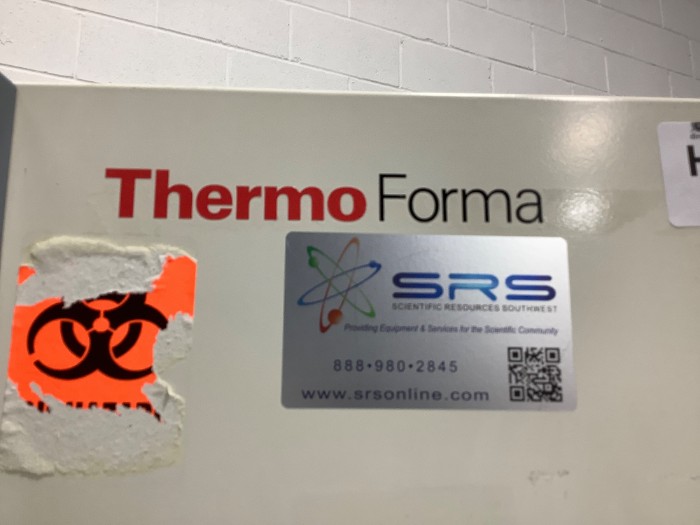 Thermo Forma
SRS
SCIENTIFIC RESOURCES SOUTHWEST
Providing Equipment & Services for the Scientific Community
888•980•2845
www.srsonline.com